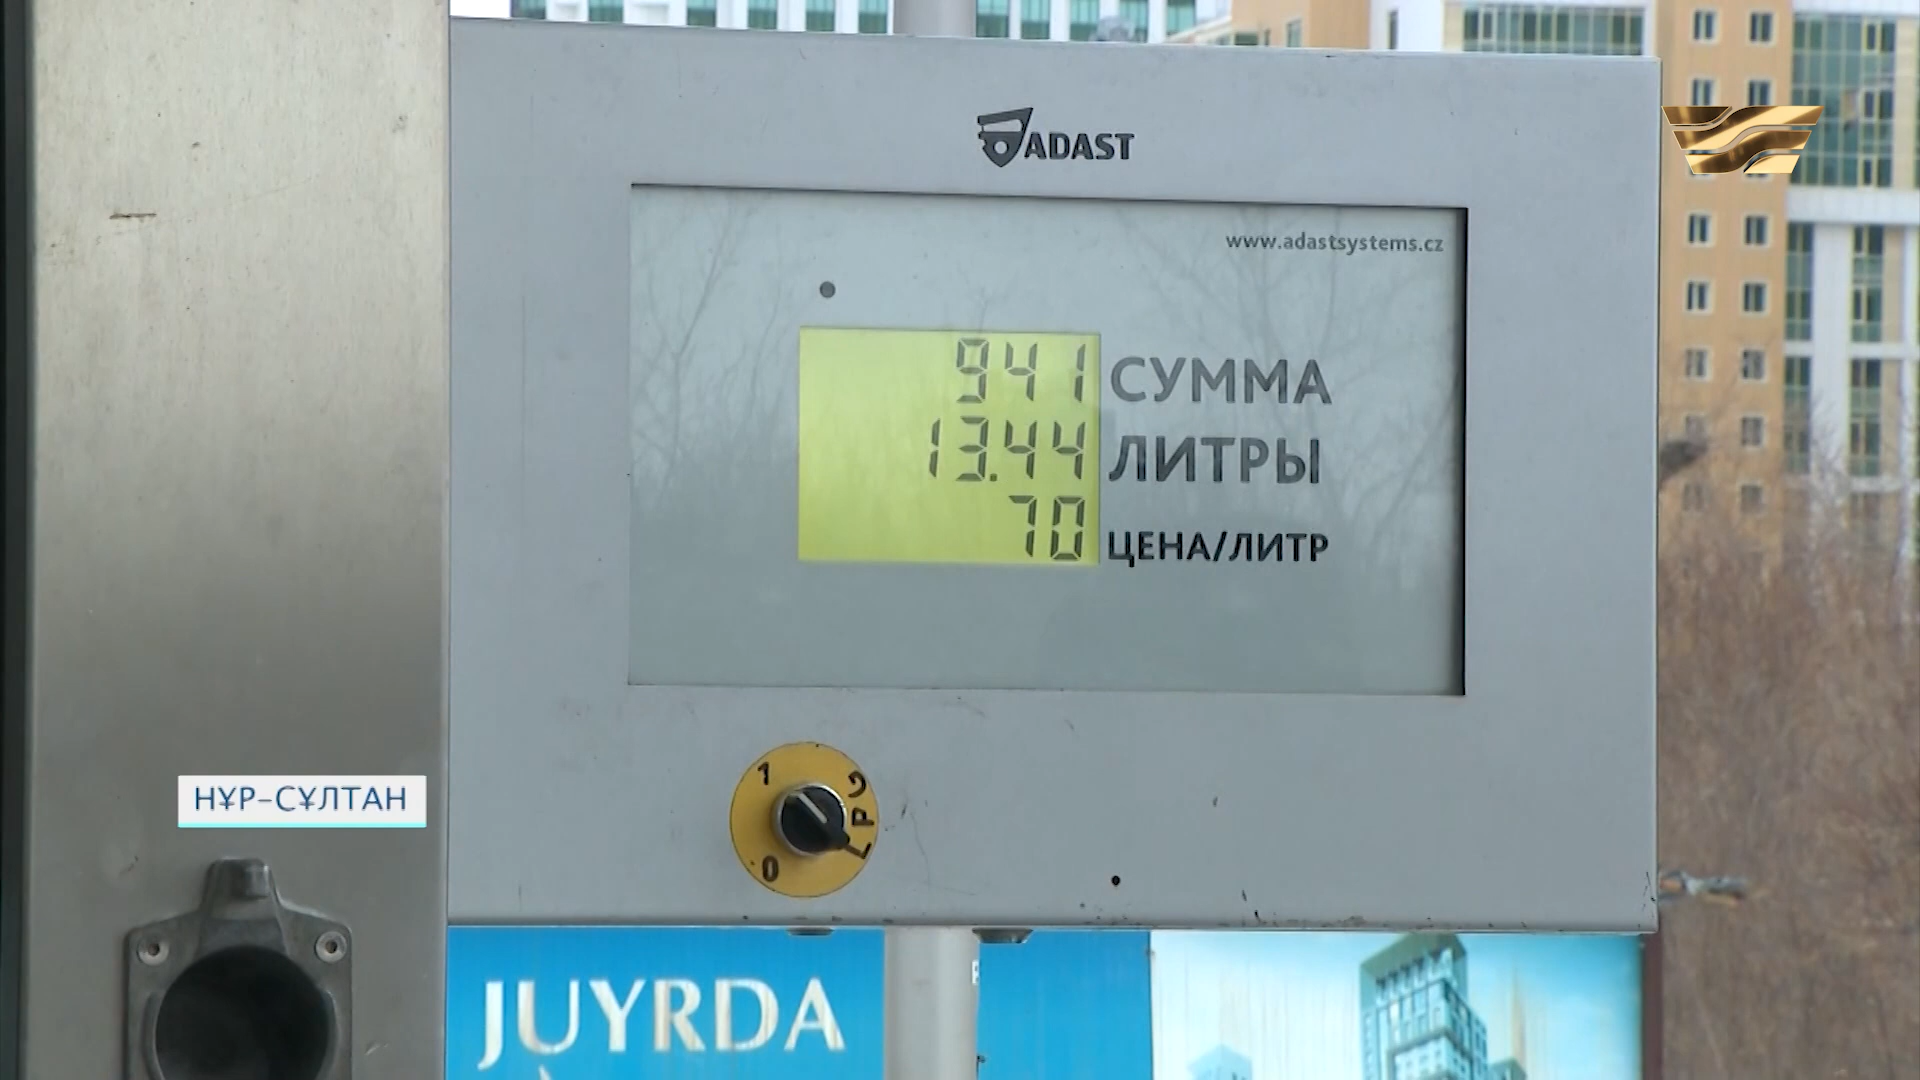 ADAST
www.adastsystems.cz
941 СУММА
13.44 ЛИТРЫ
70 ЦЕНА/ЛИТР
1
LPG
0
НҰР-СҰЛТАН
JUYRDA